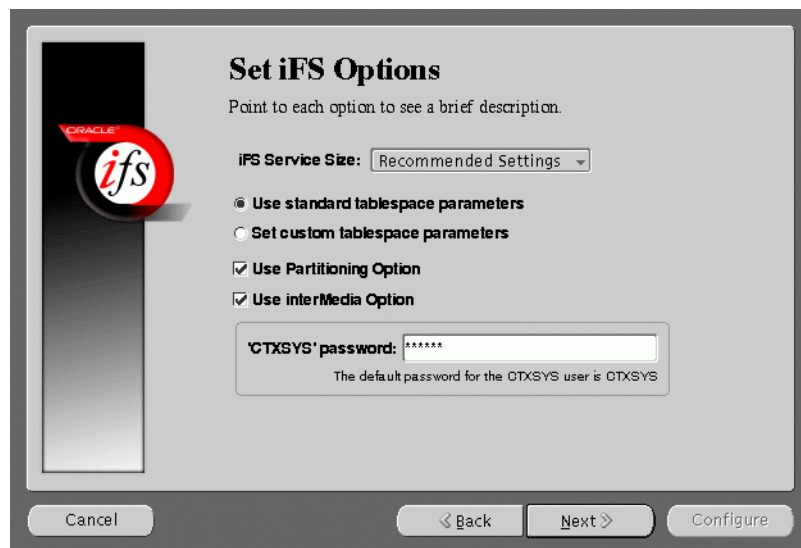 Set iFS Options
Point to each option to see a brief description.
ORACLE
ifs
iFS Service Size: Recommended Settings
Use standard tablespace parameters
Set custom tablespace parameters
Use Partitioning Option
Use interMedia Option
'CTXSYS' password: ******
The default password for the CTXSYS user is CTXSYS
Cancel
Back
Next
Configure